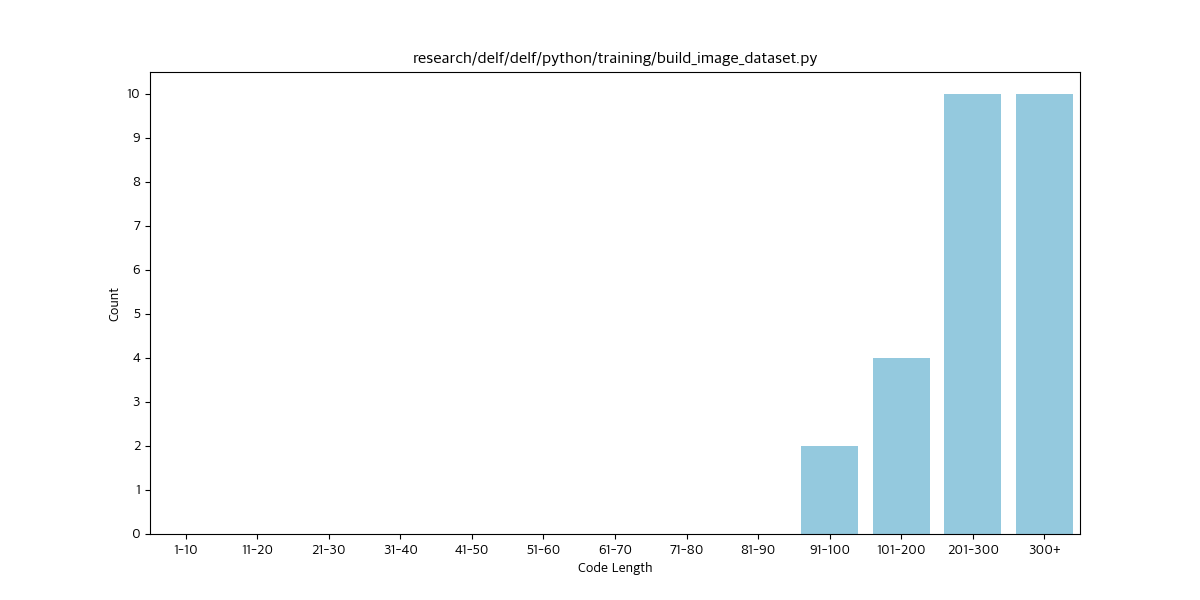 research/delf/delf/python/training/build_image_dataset.py
10
9
8
7
6
5
4
3
2
1
0
Count
1-10 11-20 21-30 31-40 41-50 51-60 61-70 71-80 81-90 91-100 101-200 201-300 300+
Code Length